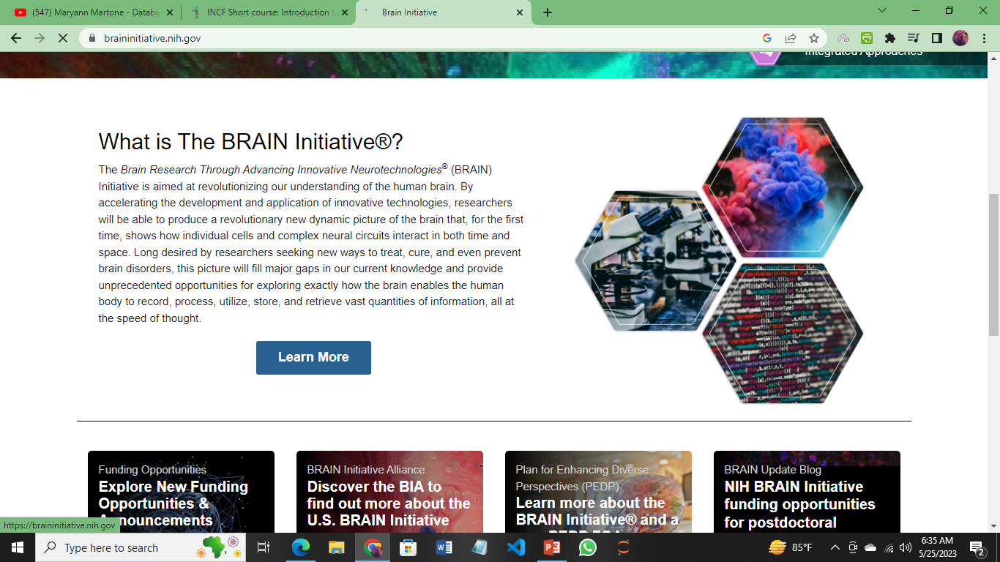 (547) Maryann Martone - Databa
INCF Short course: Introduction t
Brain Initiative
braininitiative.nih.gov
Integrated Approaches
What is The BRAIN Initiative®?
The Brain Research Through Advancing Innovative Neurotechnologies® (BRAIN)
Initiative is aimed at revolutionizing our understanding of the human brain. By
accelerating the development and application of innovative technologies, researchers
will be able to produce a revolutionary new dynamic picture of the brain that, for the first
time, shows how individual cells and complex neural circuits interact in both time and
space. Long desired by researchers seeking new ways to treat, cure, and even prevent
brain disorders, this picture will fill major gaps in our current knowledge and provide
unprecedented opportunities for exploring exactly how the brain enables the human
body to record, process, utilize, store, and retrieve vast quantities of information, all at
the speed of thought.
Learn More
Funding Opportunities
Explore New Funding
Opportunities &
Announcements
BRAIN Initiative Alliance
Discover the BIA to
find out more about the
U.S. BRAIN Initiative
Plan for Enhancing Diverse
Perspectives (PEDP)
Learn more about the
BRAIN Initiative® and a
BRAIN Update Blog
NIH BRAIN Initiative
funding opportunities
for postdoctoral
https://braininitiative.nih.gov
Type here to search
85°F
6:35 AM
5/25/2023
2